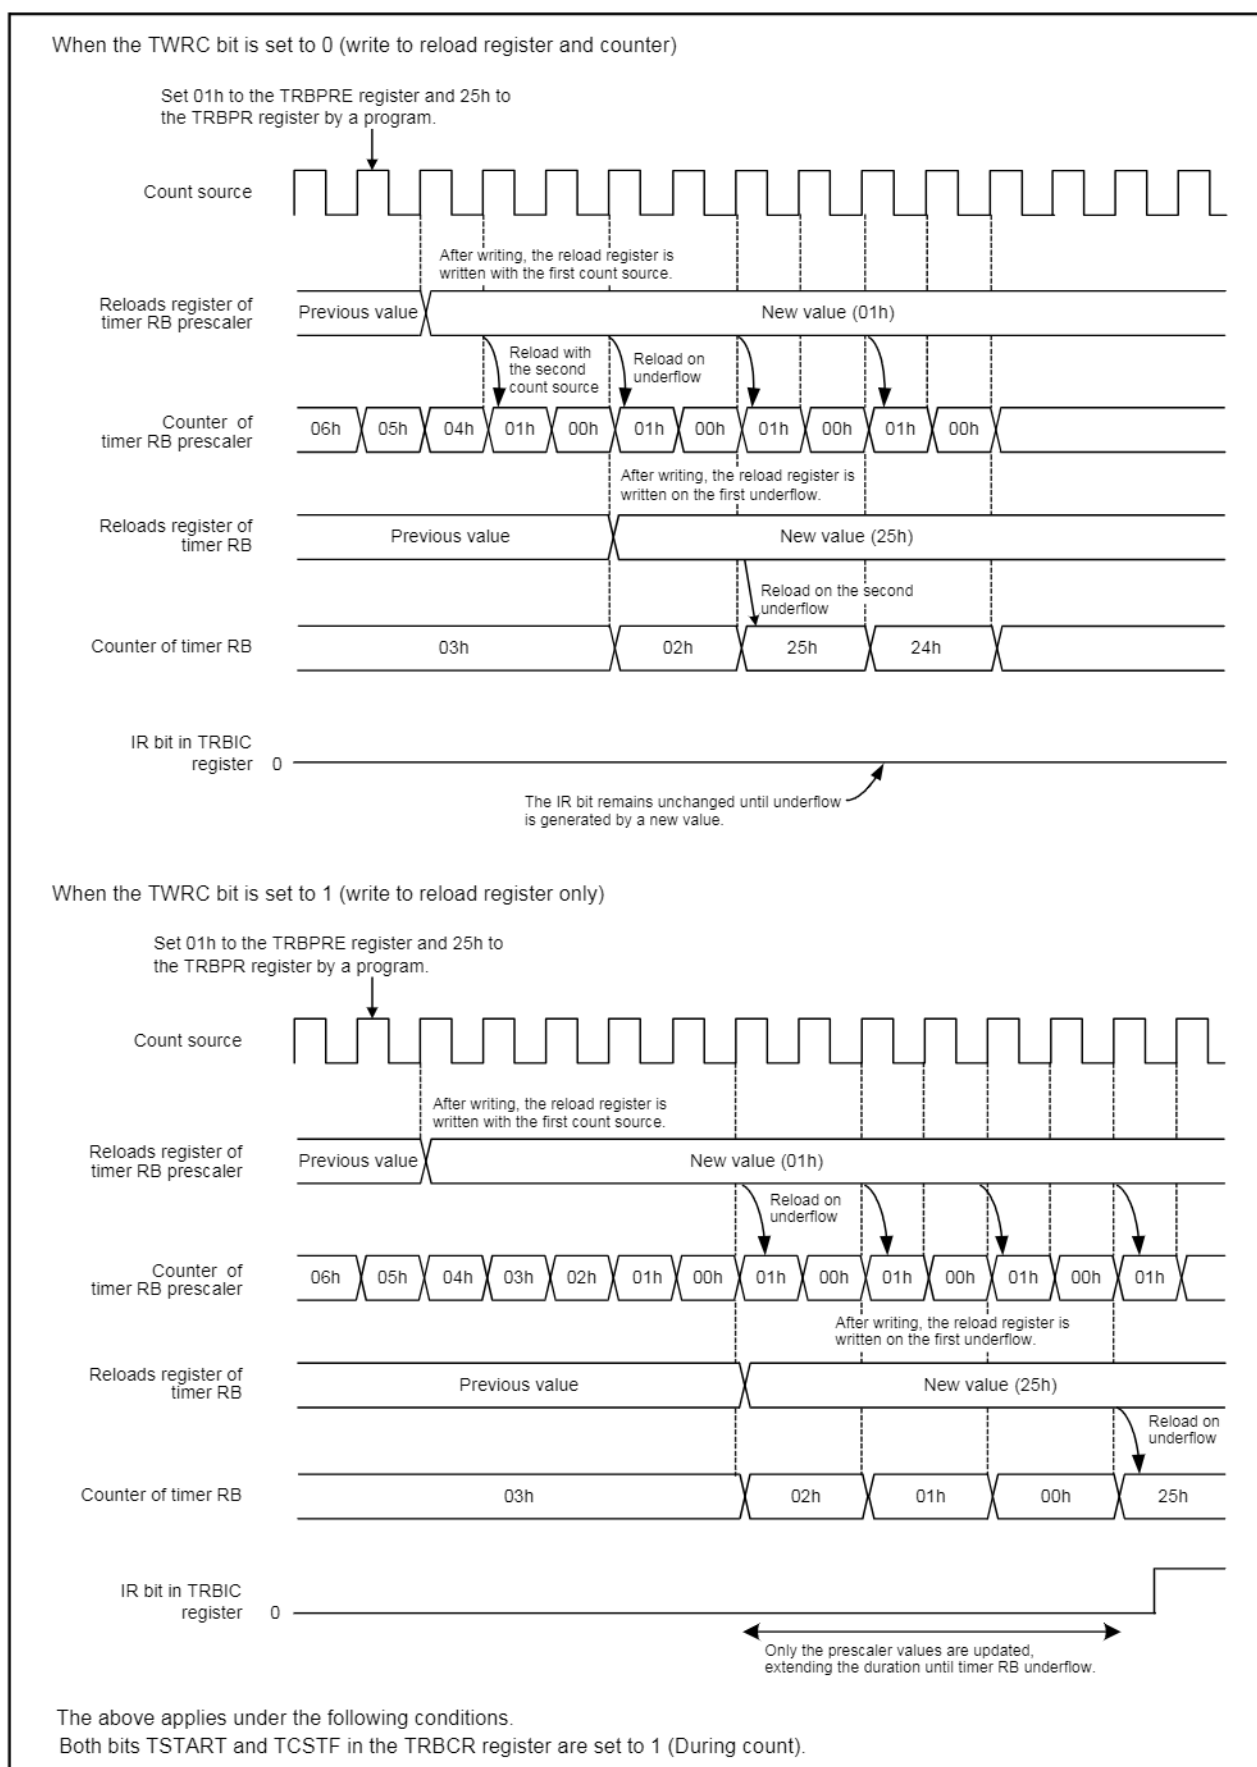 When the TWRC bit is set to 0 (write to reload register and counter)
Set 01h to the TRBPRE register and 25h to
the TRBPR register by a program.
Count source
After writing, the reload register is
written with the first count source.
Reloads register of
timer RB prescaler
Previous value
New value (01h)
Reload with
the second
count source
Reload on
underflow
Counter of
timer RB prescaler
06h 05h 04h 01h 00h 01h 00h 01h 00h 01h 00h
After writing, the reload register is
written on the first underflow.
Reloads register of
timer RB
Previous value
New value (25h)
Reload on the second
underflow
Counter of timer RB
03h 02h 25h 24h
IR bit in TRBIC
register 0
The IR bit remains unchanged until underflow
is generated by a new value.
When the TWRC bit is set to 1 (write to reload register only)
Set 01h to the TRBPRE register and 25h to
the TRBPR register by a program.
Count source
After writing, the reload register is
written with the first count source.
Reloads register of
timer RB prescaler
Previous value
New value (01h)
Reload on
underflow
Counter of
timer RB prescaler
06h 05h 04h 03h 02h 01h 00h 01h 00h 01h 00h 01h 00h 01h
After writing, the reload register is
written on the first underflow.
Reloads register of
timer RB
Previous value
New value (25h)
Reload on
underflow
Counter of timer RB
03h 02h 01h 00h 25h
IR bit in TRBIC
register 0
Only the prescaler values are updated,
extending the duration until timer RB underflow.
The above applies under the following conditions.
Both bits TSTART and TCSTF in the TRBCR register are set to 1 (During count).